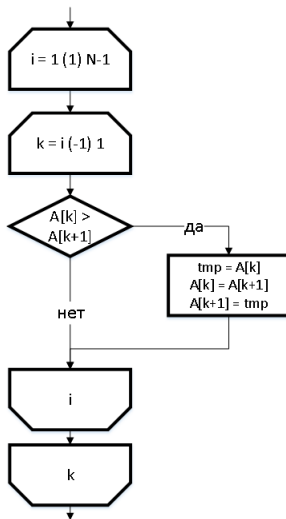 i = 1 (1) N-1
k = i (-1) 1
A[k] >
A[k+1]
да
tmp = A[k]
A[k] = A[k+1]
A[k+1] = tmp
нет
i
k